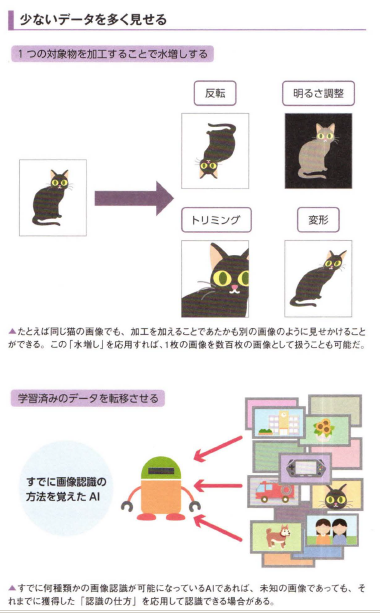 少ないデータを多く見せる
1つの対象物を加工することで水増しする
反転
明るさ調整
トリミング
変形
▲たとえば同じ猫の画像でも、加工を加えることであたかも別の画像のように見せかけること
ができる。この「水増し」を応用すれば、1枚の画像を数百枚の画像として扱うことも可能だ。
学習済みのデータを転移させる
すでに画像認識の
方法を覚えた AI
▲すでに何種類かの画像認識が可能になっているAIであれば、未知の画像であっても、そ
れまでに獲得した「認識の仕方」を応用して認識できる場合がある。